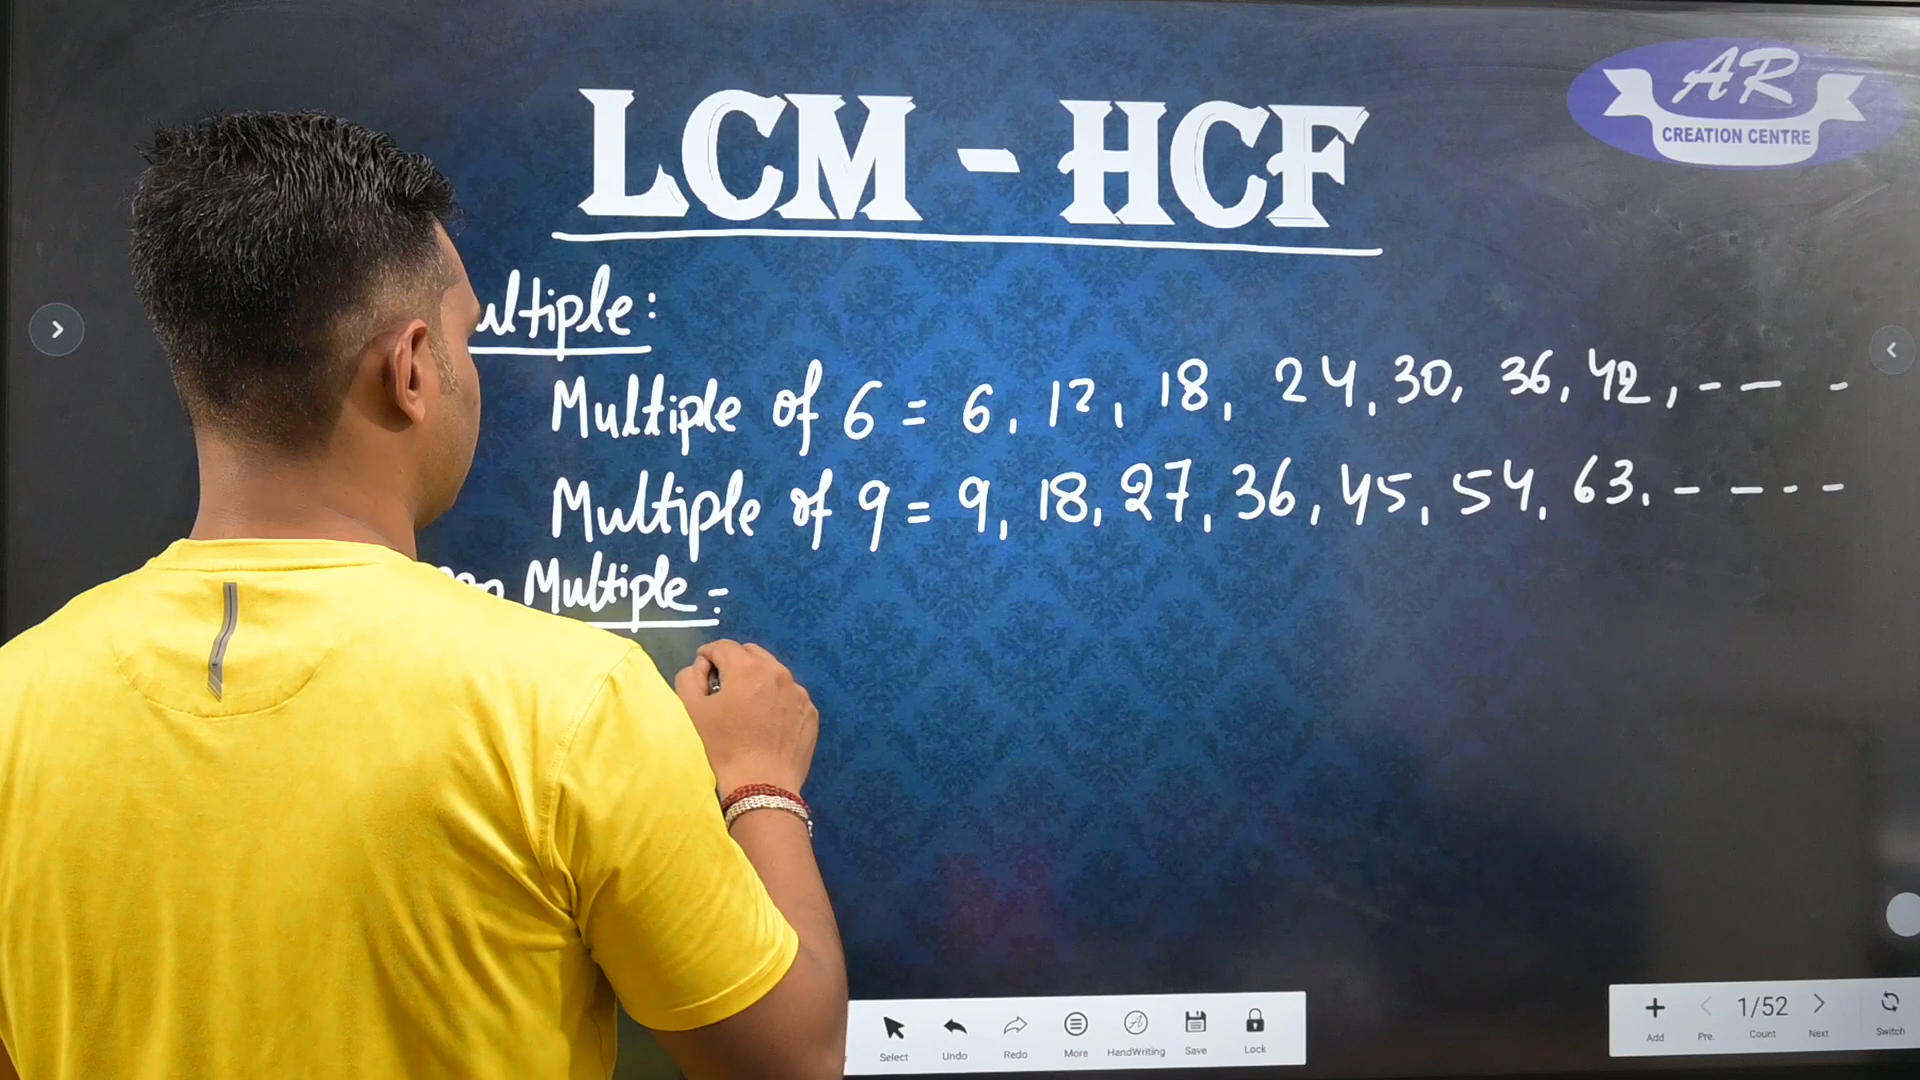 AR
CREATION CENTRE
LCM - HCF
ultiple:
Multiple of 6 = 6, 12, 18, 24, 30, 36, 42, - - -
Multiple of 9 = 9, 18, 27, 36, 45, 54, 63. - - - -
Multiple:
Select Undo Redo More HandWriting Save Lock
Add Pre. 1/52 Count Next Switch